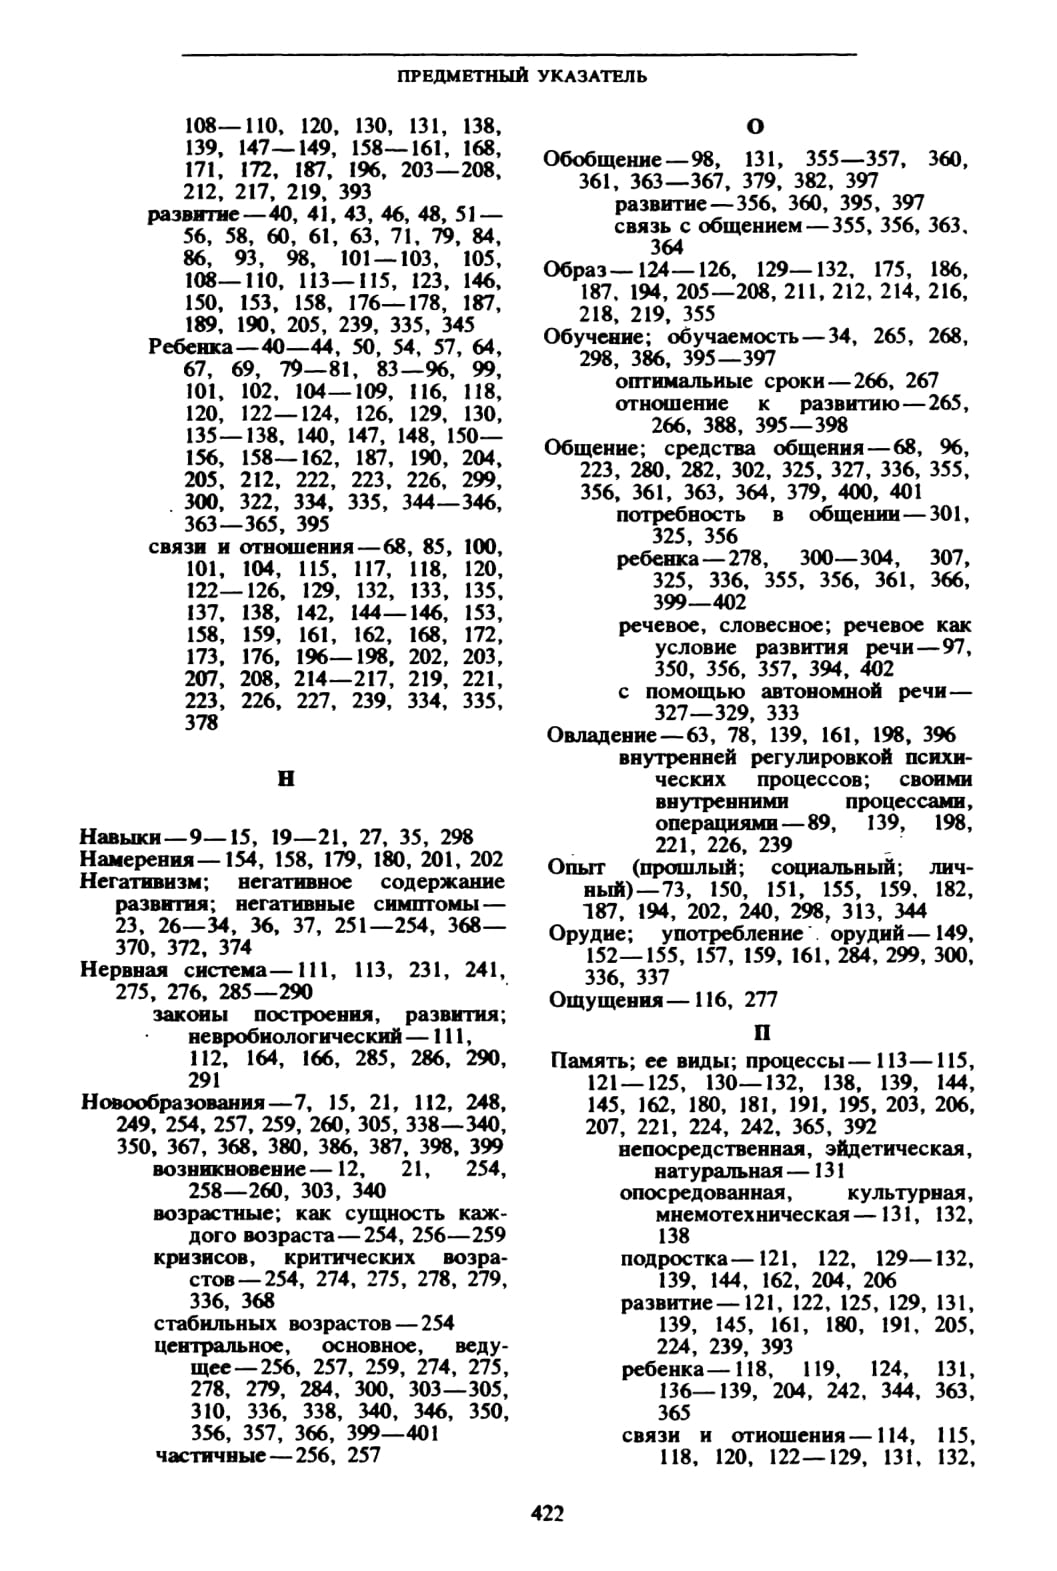 ПРЕДМЕТНЫЙ УКАЗАТЕЛЬ
108—110, 120, 130, 131, 138,
139, 147—149, 158—161, 168,
171, 172, 187, 196, 203—208,
212, 217, 219, 393
развитие—40, 41, 43, 46, 48, 51—
56, 58, 60, 61, 63, 71, 79, 84,
86, 93, 98, 101—103, 105,
108—110, 113—115, 123, 146,
150, 153, 158, 176—178, 187,
189, 190, 205, 239, 335, 345
Ребенка—40—44, 50, 54, 57, 64,
67, 69, 79—81, 83—96, 99,
101, 102, 104—109, 116, 118,
120, 122—124, 126, 129, 130,
135—138, 140, 147, 148, 150—
156, 158—162, 187, 190, 204,
205, 212, 222, 223, 226, 299,
300, 322, 334, 335, 344—346,
363—365, 395
связи и отношения—68, 85, 100,
101, 104, 115, 117, 118, 120,
122—126, 129, 132, 133, 135,
137, 138, 142, 144—146, 153,
158, 159, 161, 162, 168, 172,
173, 176, 196—198, 202, 203,
207, 208, 214—217, 219, 221,
223, 226, 227, 239, 334, 335,
378
Н
Навыки—9—15, 19—21, 27, 35, 298
Намерения—154, 158, 179, 180, 201, 202
Негативизм; негативное содержание
развития; негативные симптомы—
23, 26—34, 36, 37, 251—254, 368—
370, 372, 374
Нервная система—111, 113, 231, 241,
275, 276, 285—290
законы построения, развития;
невробиологический—111,
112, 164, 166, 285, 286, 290,
291
Новообразования—7, 15, 21, 112, 248,
249, 254, 257, 259, 260, 305, 338—340,
350, 367, 368, 380, 386, 387, 398, 399
возникновение—12, 21, 254,
258—260, 303, 340
возрастные; как сущность каж-
дого возраста—254, 256—259
кризисов, критических возра-
стов—254, 274, 275, 278, 279,
336, 368
стабильных возрастов—254
центральное, основное, веду-
щее—256, 257, 259, 274, 275,
278, 279, 284, 300, 303—305,
310, 336, 338, 340, 346, 350,
356, 357, 366, 399—401
частичные—256, 257
О
Обобщение—98, 131, 355—357, 360,
361, 363—367, 379, 382, 397
развитие—356, 360, 395, 397
связь с общением—355, 356, 363,
364
Образ—124—126, 129—132, 175, 186,
187, 194, 205—208, 211, 212, 214, 216,
218, 219, 355
Обучение; обучаемость—34, 265, 268,
298, 386, 395—397
оптимальные сроки—266, 267
отношение к развитию—265,
266, 388, 395—398
Общение; средства общения—68, 96,
223, 280, 282, 302, 325, 327, 336, 355,
356, 361, 363, 364, 379, 400, 401
потребность в общении—301,
325, 356
ребенка—278, 300—304, 307,
325, 336, 355, 356, 361, 366,
399—402
речевое, словесное; речевое как
условие развития речи—97,
350, 356, 357, 394, 402
с помощью автономной речи—
327—329, 333
Овладение—63, 78, 139, 161, 198, 396
внутренней регулировкой психи-
ческих процессов; своими
внутренними процессами,
операциями—89, 139, 198,
221, 226, 239
Опыт (прошлый; социальный; лич-
ный)—73, 150, 151, 155, 159, 182,
187, 194, 202, 240, 298, 313, 344
Орудие; употребление орудий—149,
152—155, 157, 159, 161, 284, 299, 300,
336, 337
Ощущения—116, 277
П
Память; ее виды; процессы—113—115,
121—125, 130—132, 138, 139, 144,
145, 162, 180, 181, 191, 195, 203, 206,
207, 221, 224, 242, 365, 392
непосредственная, эйдетическая,
натуральная—131
опосредованная, культурная,
мнемотехническая—131, 132,
138
подростка—121, 122, 129—132,
139, 144, 162, 204, 206
развитие—121, 122, 125, 129, 131,
139, 145, 161, 180, 191, 205,
224, 239, 393
ребенка—118, 119, 124, 131,
136—139, 204, 242, 344, 363,
365
связи и отношения—114, 115,
118, 120, 122—129, 131, 132,
422